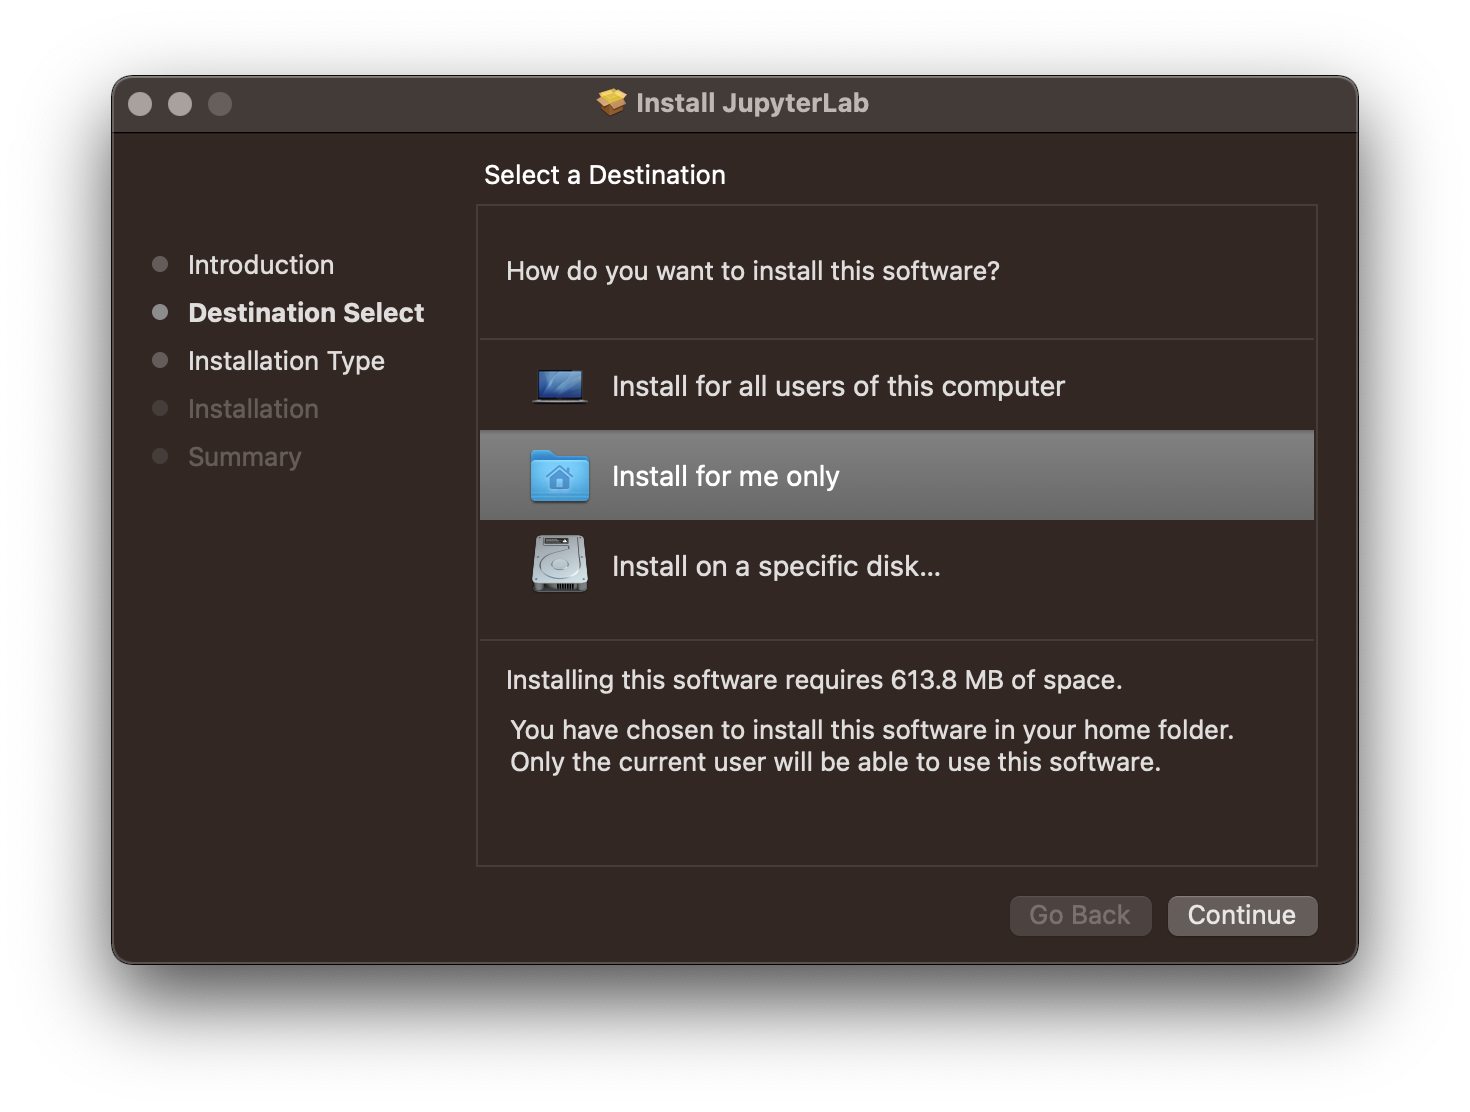 Install JupyterLab
Select a Destination
Introduction
Destination Select
Installation Type
Installation
Summary
How do you want to install this software?
Install for all users of this computer
Install for me only
Install on a specific disk...
Installing this software requires 613.8 MB of space.
You have chosen to install this software in your home folder.
Only the current user will be able to use this software.
Go Back
Continue